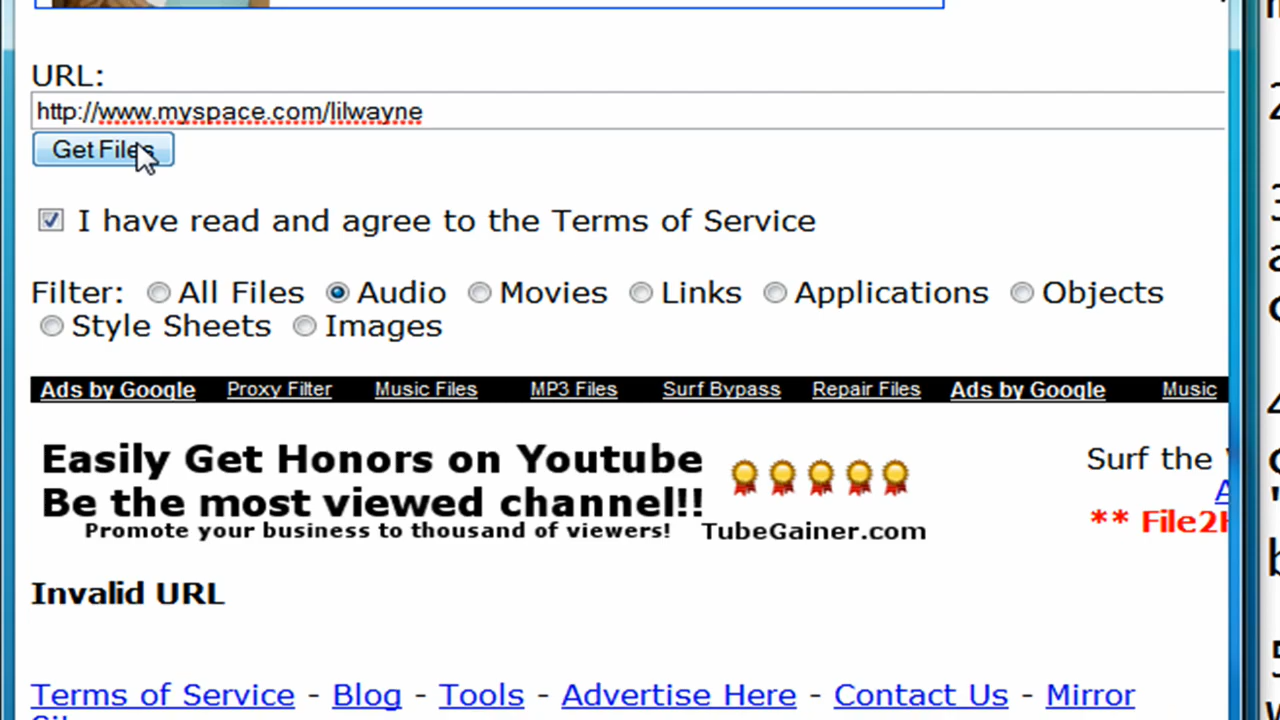 URL:
http://www.myspace.com/lilwayne
Get Files
I have read and agree to the Terms of Service
Filter: All Files Audio Movies Links Applications Objects
Style Sheets Images
Ads by Google Proxy Filter Music Files MP3 Files Surf Bypass Repair Files Ads by Google Music
Easily Get Honors on Youtube
Be the most viewed channel!!
Promote your business to thousand of viewers! TubeGainer.com
Surf the
** File2H
Invalid URL
Terms of Service - Blog - Tools - Advertise Here - Contact Us - Mirror